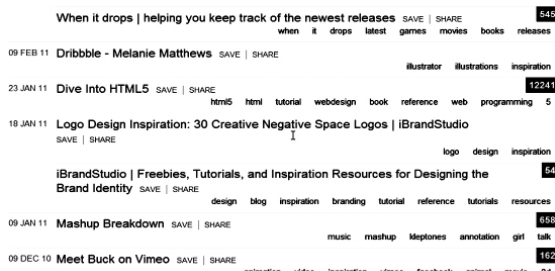 When it drops | helping you keep track of the newest releases SAVE | SHARE 545
when it drops latest games movies books releases
09 FEB 11 Dribbble - Melanie Matthews SAVE | SHARE
illustrator illustrations inspiration
23 JAN 11 Dive Into HTML5 SAVE | SHARE 12241
html5 html tutorial webdesign book reference web programming 5
18 JAN 11 Logo Design Inspiration: 30 Creative Negative Space Logos | iBrandStudio
SAVE | SHARE
logo design inspiration
iBrandStudio | Freebies, Tutorials, and Inspiration Resources for Designing the 54
Brand Identity SAVE | SHARE
design blog inspiration branding tutorial reference tutorials resources
09 JAN 11 Mashup Breakdown SAVE | SHARE 658
music mashup kleptones annotation girl talk
09 DEC 10 Meet Buck on Vimeo SAVE | SHARE 162